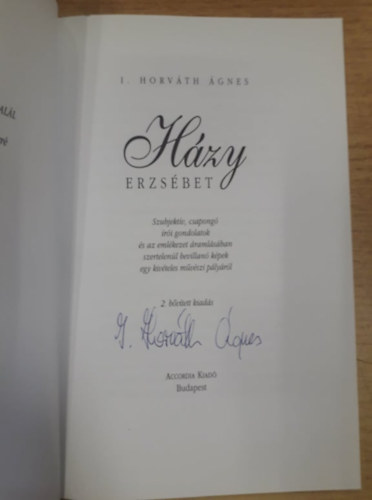 I. HORVÁTH ÁGNES
Házy
ERZSÉBET
Szubjektív, csapongó
írói gondolatok
és az emlékezet áramlásában
szertelenül bevillanó képek
egy kivételes művészi pályáról
2. bővített kiadás
I. Horváth Ágnes
ACCORDIA KIADÓ
Budapest